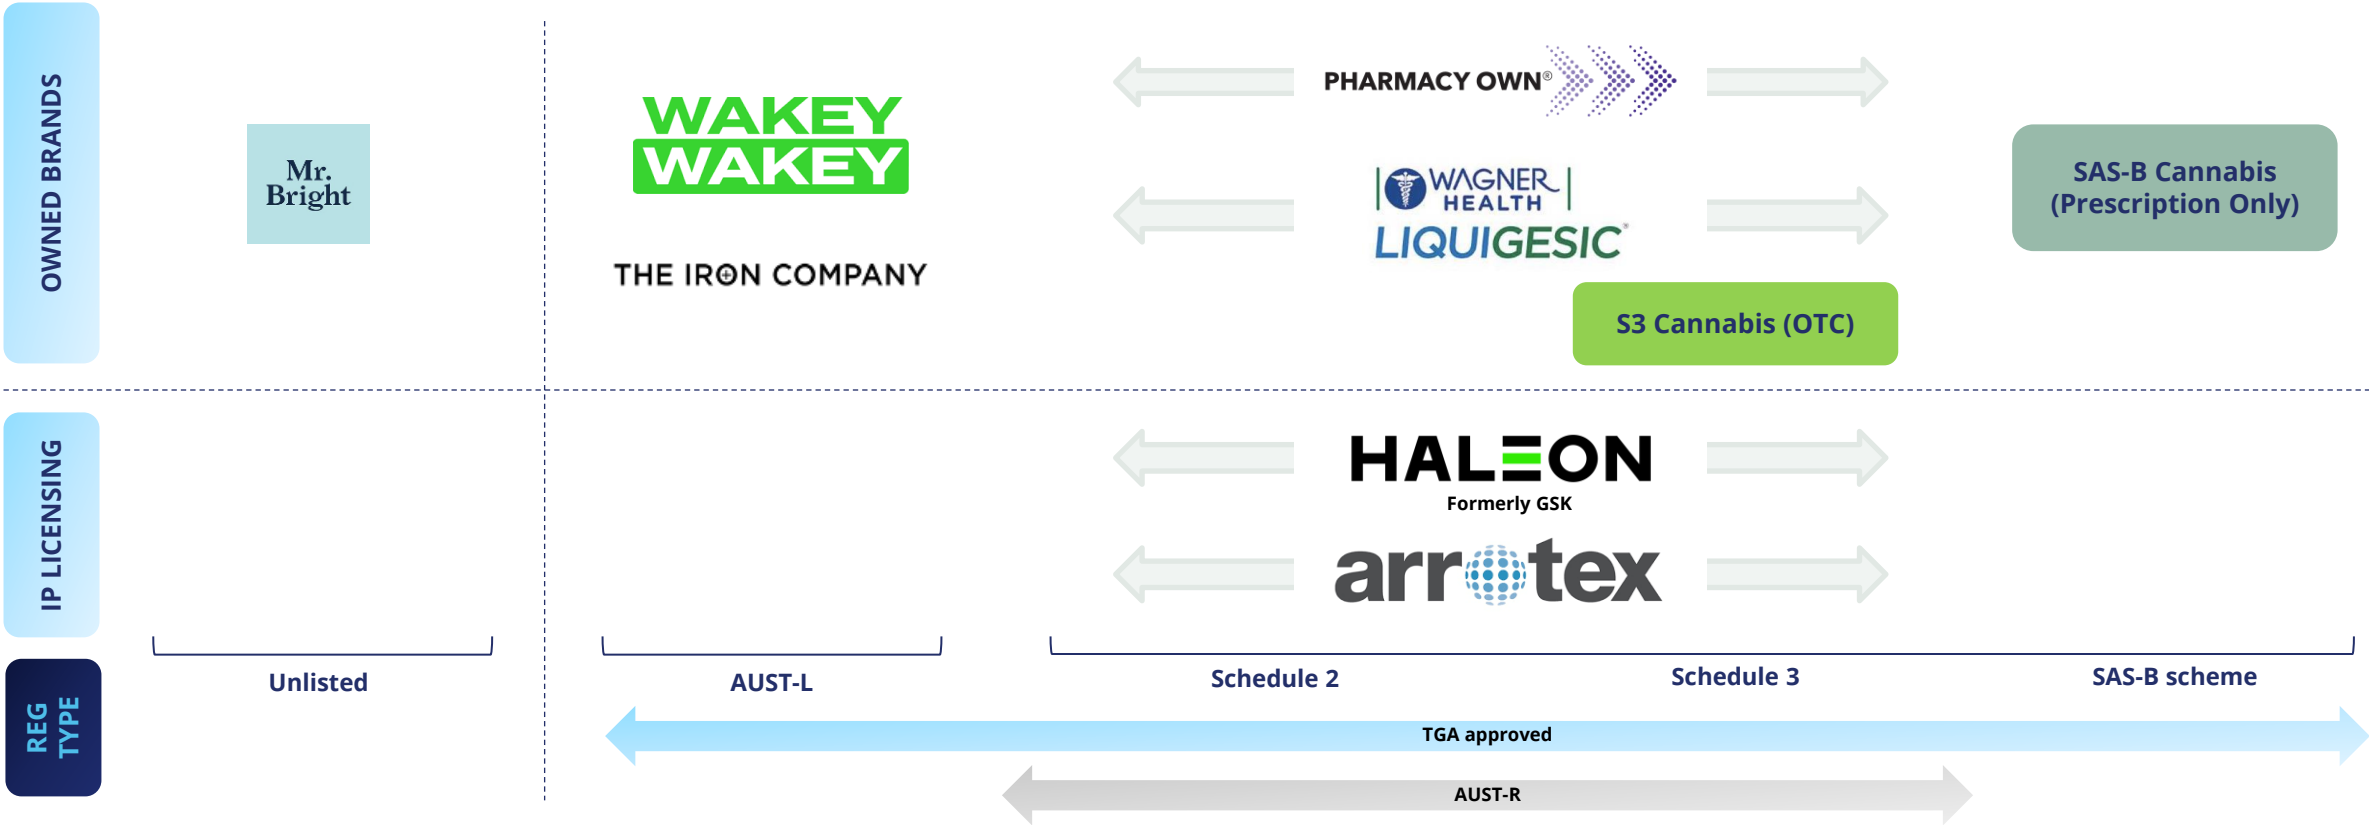 OWNED BRANDS
Mr.
Bright
WAKEY
WAKEY
THE IRON COMPANY
PHARMACY OWN®
WAGNER
HEALTH
LIQUIGESIC®
S3 Cannabis (OTC)
SAS-B Cannabis
(Prescription Only)
IP LICENSING
HALEON
Formerly GSK
arrotex
REG
TYPE
Unlisted
AUST-L
Schedule 2
Schedule 3
SAS-B scheme
TGA approved
AUST-R